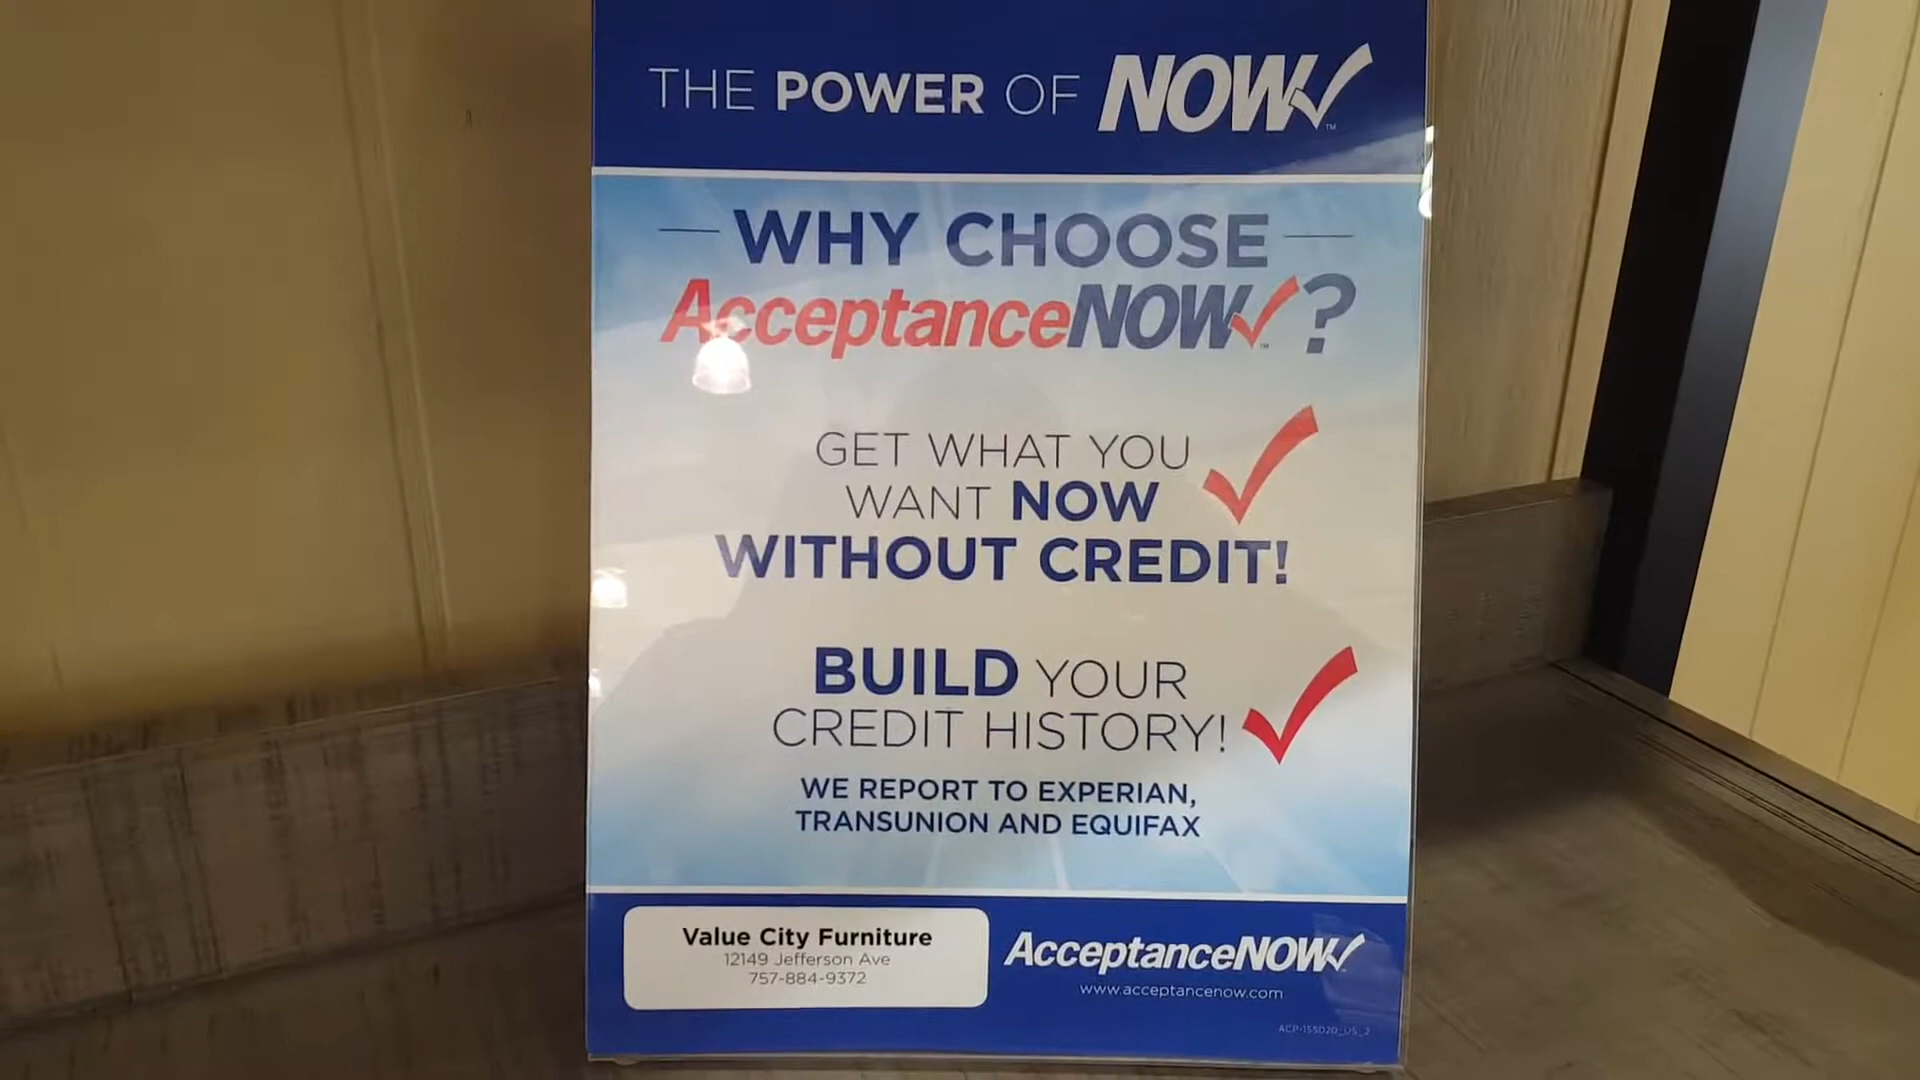 THE POWER OF NOW
WHY CHOOSE
AcceptanceNOW?
GET WHAT YOU
WANT NOW
WITHOUT CREDIT!
BUILD YOUR
CREDIT HISTORY!
WE REPORT TO EXPERIAN,
TRANSUNION AND EQUIFAX
Value City Furniture
12149 Jefferson Ave
757-884-9372
AcceptanceNOW
www.acceptancenow.com
ACP-155020_US_2